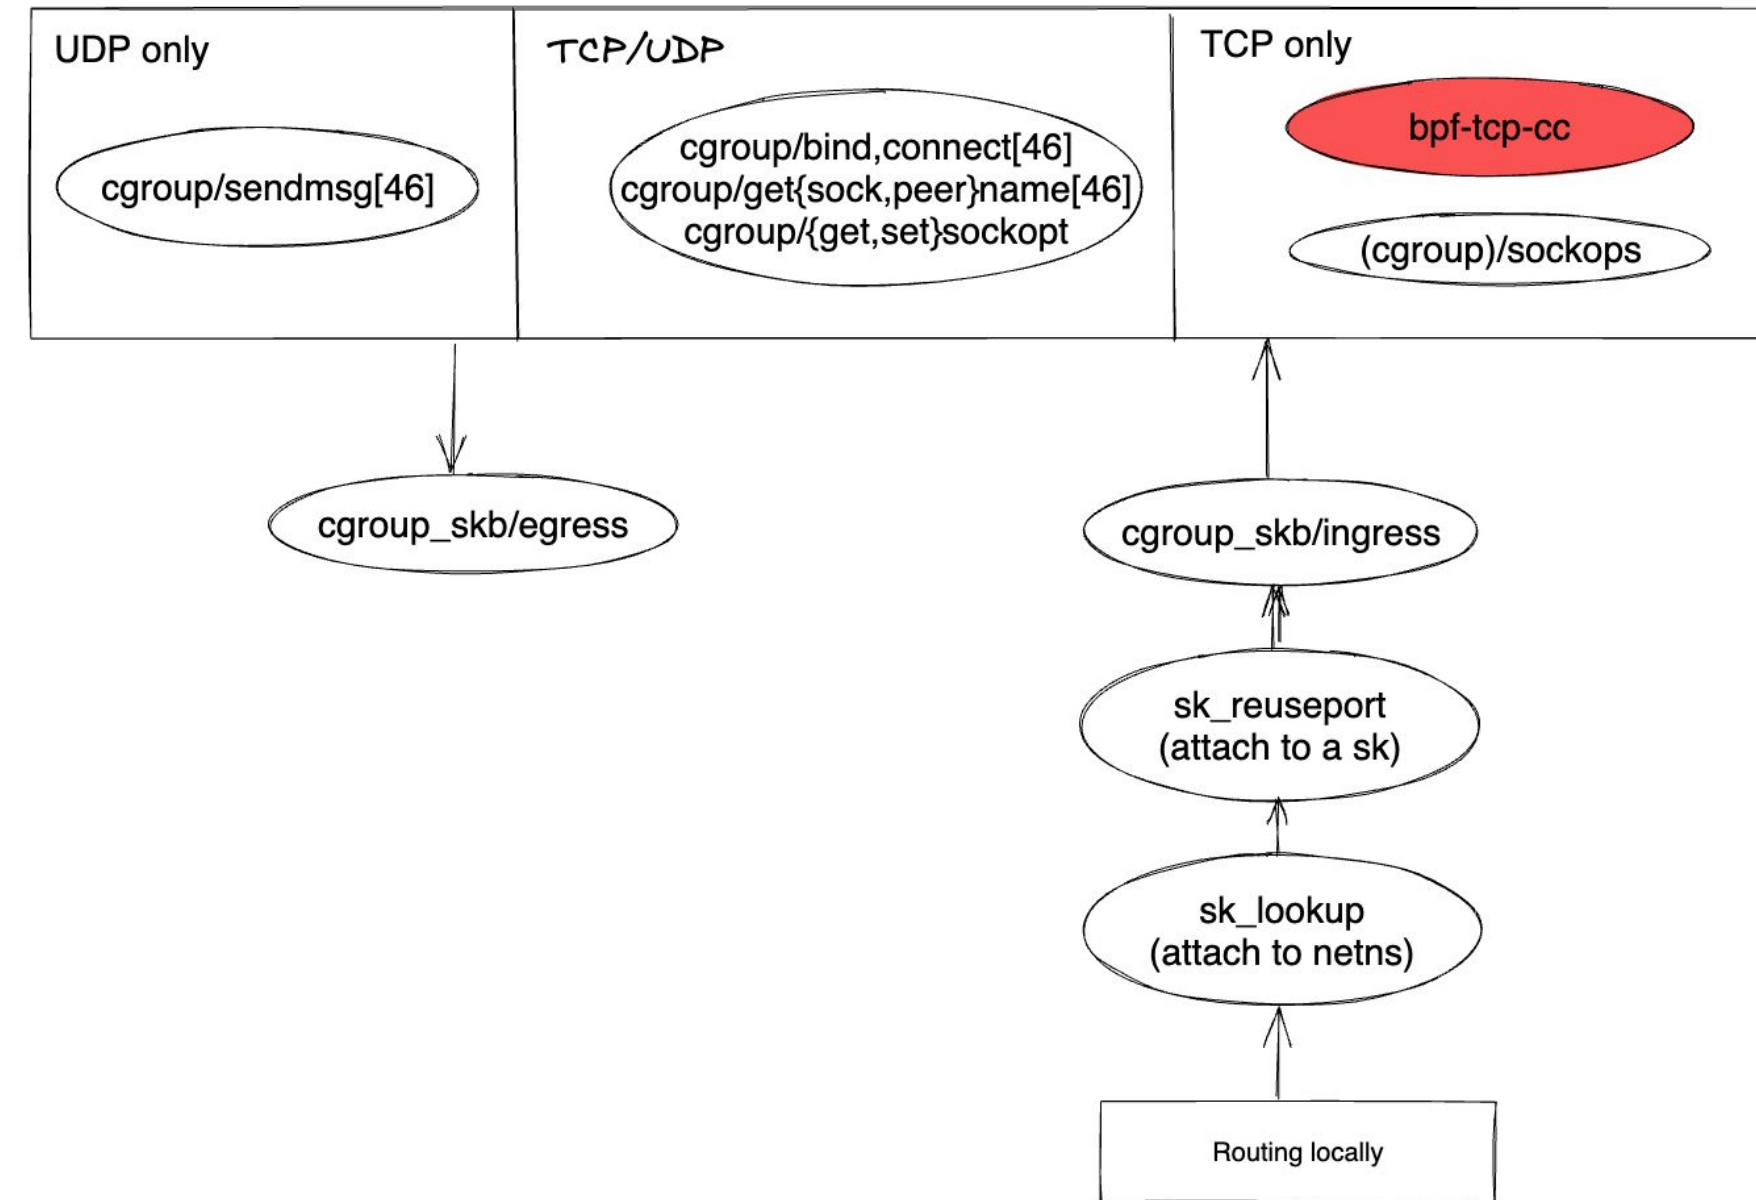 UDP only
cgroup/sendmsg[46]
TCP/UDP
cgroup/bind,connect[46]
cgroup/get{sock,peer}name[46]
cgroup/{get,set}sockopt
TCP only
bpf-tcp-cc
(cgroup)/sockops
cgroup_skb/egress
cgroup_skb/ingress
sk_reuseport
(attach to a sk)
sk_lookup
(attach to netns)
Routing locally